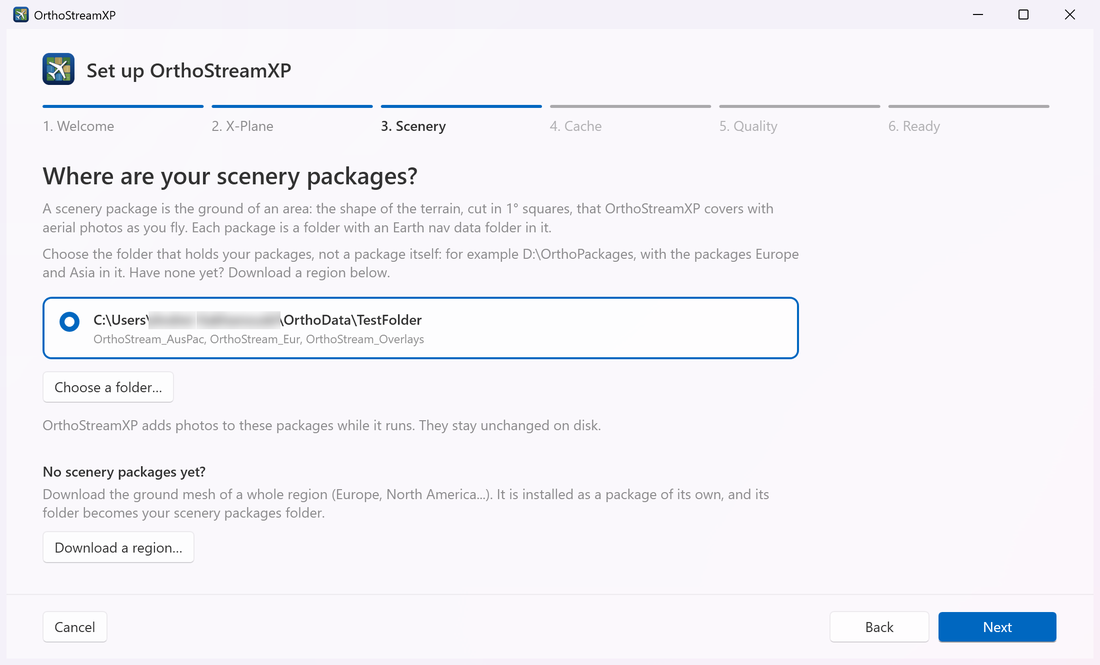 OrthoStreamXP
Set up OrthoStreamXP
1. Welcome
2. X-Plane
3. Scenery
4. Cache
5. Quality
6. Ready
Where are your scenery packages?
A scenery package is the ground of an area: the shape of the terrain, cut in 1° squares, that OrthoStreamXP covers with
aerial photos as you fly. Each package is a folder with an Earth nav data folder in it.
Choose the folder that holds your packages, not a package itself: for example D:\OrthoPackages, with the packages Europe
and Asia in it. Have none yet? Download a region below.
C:\Users\ \OrthoData\TestFolder
OrthoStream_AusPac, OrthoStream_Eur, OrthoStream_Overlays
Choose a folder...
OrthoStreamXP adds photos to these packages while it runs. They stay unchanged on disk.
No scenery packages yet?
Download the ground mesh of a whole region (Europe, North America...). It is installed as a package of its own, and its
folder becomes your scenery packages folder.
Download a region...
Cancel
Back
Next